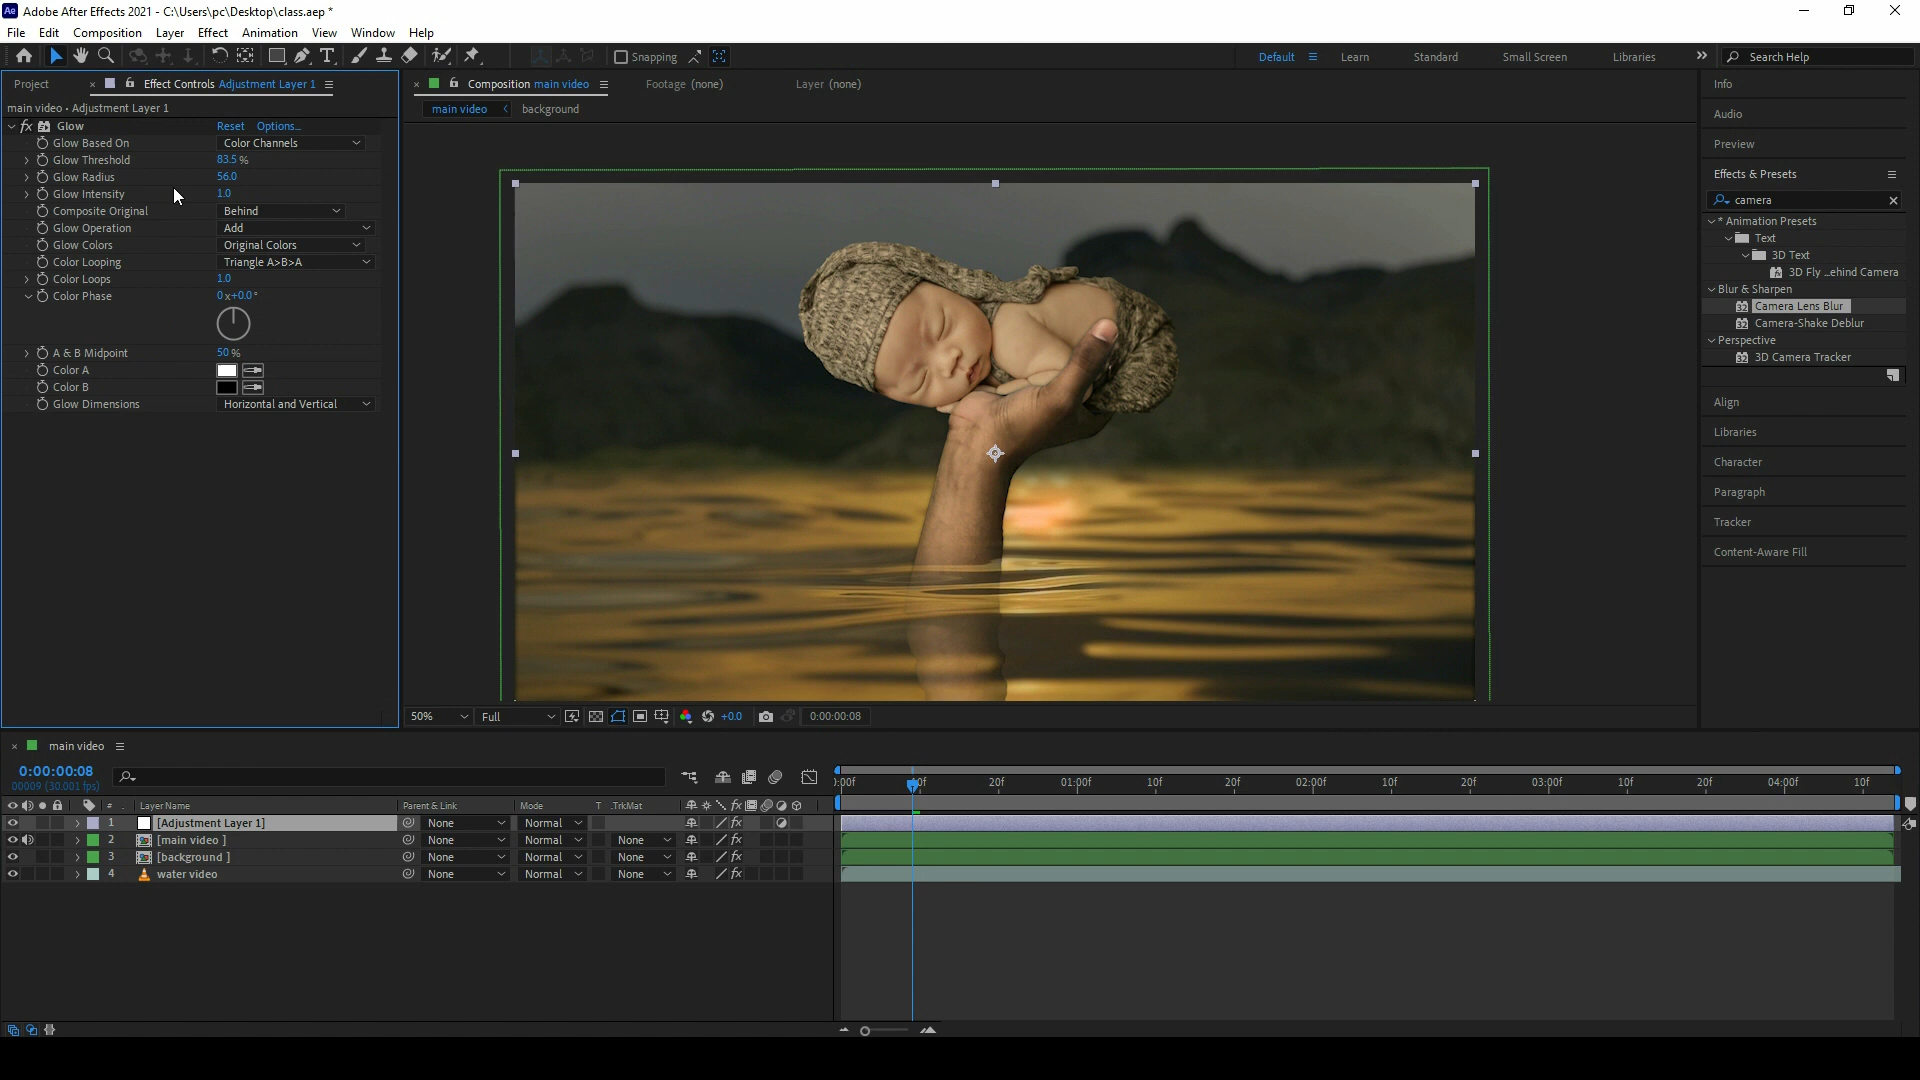 Ae Adobe After Effects 2021 - C:\Users\pc\Desktop\class.aep *
File Edit Composition Layer Effect Animation View Window Help
T Snapping Default Learn Standard Small Screen Libraries Search Help
Project Effect Controls Adjustment Layer 1
main video • Adjustment Layer 1
fx Glow Reset Options...
Glow Based On Color Channels
Glow Threshold 83.5 %
Glow Radius 56.0
Glow Intensity 1.0
Composite Original Behind
Glow Operation Add
Glow Colors Original Colors
Color Looping Triangle A>B>A
Color Loops 1.0
Color Phase 0x+0.0°
A & B Midpoint 50 %
Color A
Color B
Glow Dimensions Horizontal and Vertical
Composition main video Footage (none) Layer (none)
main video background
50% Full +0.0 0:00:00:08
Info
Audio
Preview
Effects & Presets
camera
* Animation Presets
Text
3D Text
3D Fly ...ehind Camera
Blur & Sharpen
Camera Lens Blur
Camera-Shake Deblur
Perspective
3D Camera Tracker
Align
Libraries
Character
Paragraph
Tracker
Content-Aware Fill
main video
0:00:00:08
00009 (30.001 fps)
20f 01:00f 10f 20f 02:00f 10f 20f 03:00f 10f 20f 04:00f 10f
# Layer Name Parent & Link Mode T .TrkMat fx
1 [Adjustment Layer 1] None Normal fx
2 [main video ] None Normal None fx
3 [background ] None Normal None fx
4 water video None Normal None fx